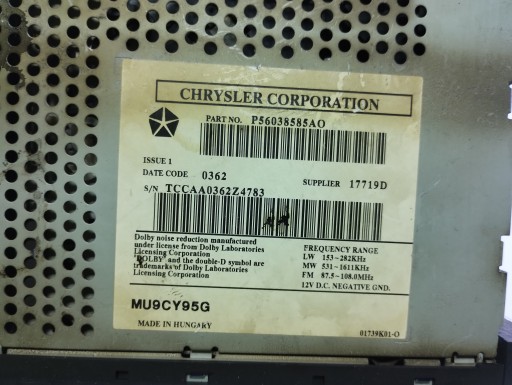 CHRYSLER CORPORATION
PART NO. P56038585AO
ISSUE 1
DATE CODE 0362
SUPPLIER 17719D
S/N TCCAA0362Z4783
Dolby noise reduction manufactured
under license from Dolby Laboratories
Licensing Corporation
"DOLBY" and the double-D symbol are
trademarks of Dolby Laboratories
Licensing Corporation
FREQUENCY RANGE
LW 153-282KHz
MW 531-1611KHz
FM 87.5-108.0MHz
12V D.C. NEGATIVE GND.
MU9CY95G
MADE IN HUNGARY
01739K01-O